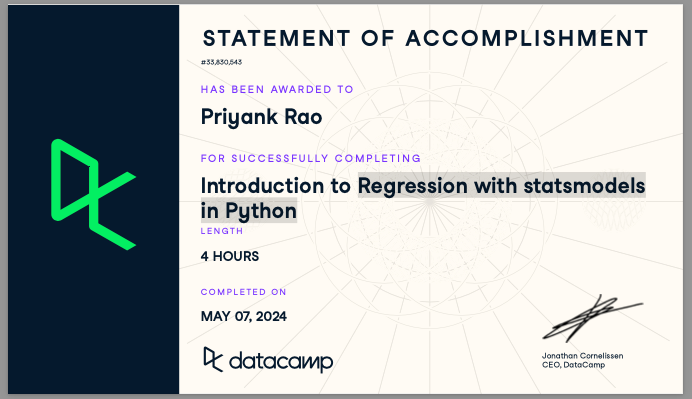 STATEMENT OF ACCOMPLISHMENT
#33,830,543
HAS BEEN AWARDED TO
Priyank Rao
FOR SUCCESSFULLY COMPLETING
Introduction to Regression with statsmodels
in Python
LENGTH
4 HOURS
COMPLETED ON
MAY 07, 2024
datacamp
Jonathan Cornelissen
CEO, DataCamp